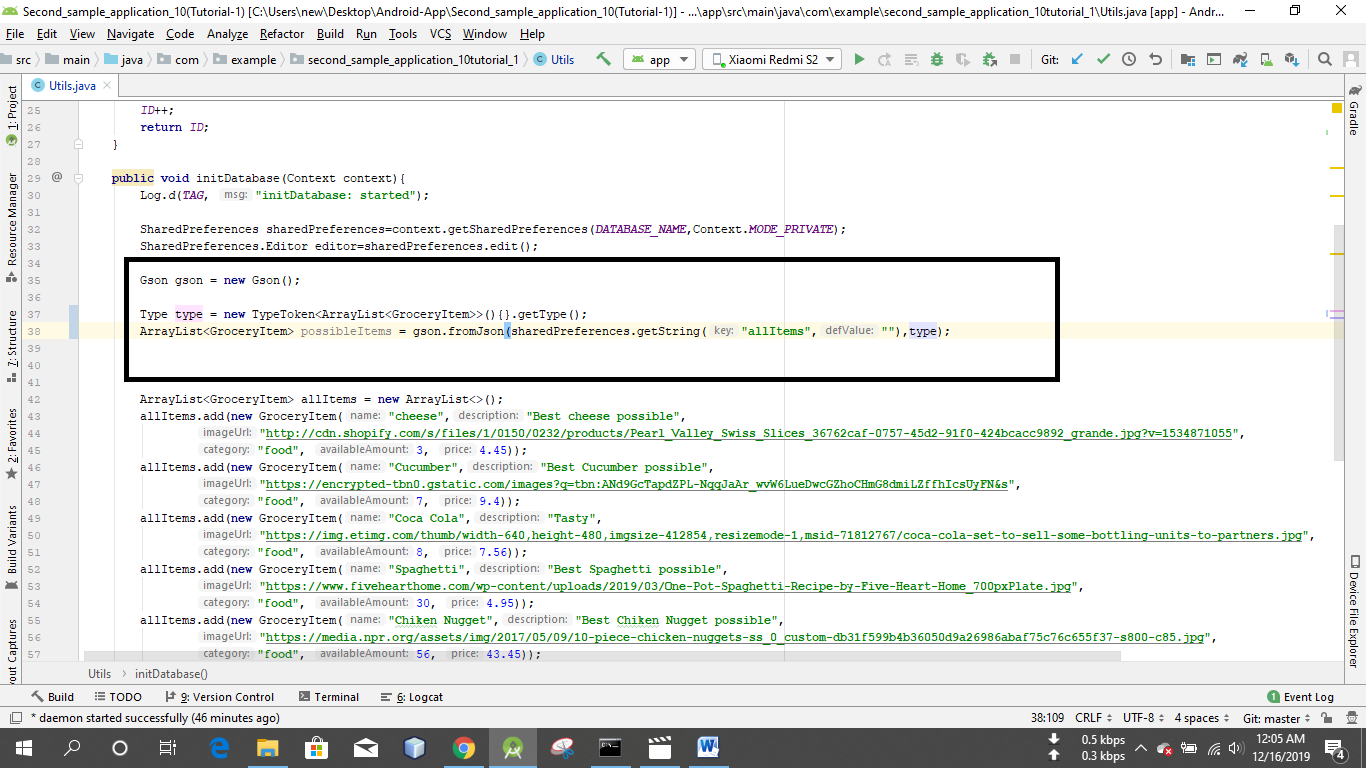 Second_sample_application_10(Tutorial-1) [C:\Users\new\Desktop\Android-App\Second_sample_application_10(Tutorial-1)] - ...\app\src\main\java\com\example\second_sample_application_10tutorial_1\Utils.java [app] - Andr...
File Edit View Navigate Code Analyze Refactor Build Run Tools VCS Window Help
src main java com example second_sample_application_10tutorial_1 Utils app Xiaomi Redmi S2 Git:
Utils.java
1: Project
Resource Manager
7: Structure
2: Favorites
Build Variants
out Captures
25 ID++;
26 return ID;
27 }
28
29 @ public void initDatabase(Context context){
30 Log.d(TAG, msg: "initDatabase: started");
31
32 SharedPreferences sharedPreferences=context.getSharedPreferences(DATABASE_NAME,Context.MODE_PRIVATE);
33 SharedPreferences.Editor editor=sharedPreferences.edit();
34
35 Gson gson = new Gson();
36
37 Type type = new TypeToken<ArrayList<GroceryItem>>(){}.getType();
38 ArrayList<GroceryItem> possibleItems = gson.fromJson(sharedPreferences.getString( key: "allItems", defValue: ""),type);
39
40
41
42 ArrayList<GroceryItem> allItems = new ArrayList<>();
43 allItems.add(new GroceryItem( name: "cheese", description: "Best cheese possible",
44 imageUrl: "http://cdn.shopify.com/s/files/1/0150/0232/products/Pearl_Valley_Swiss_Slices_36762caf-0757-45d2-91f0-424bcacc9892_grande.jpg?v=1534871055",
45 category: "food", availableAmount: 3, price: 4.45));
46 allItems.add(new GroceryItem( name: "Cucumber", description: "Best Cucumber possible",
47 imageUrl: "https://encrypted-tbn0.gstatic.com/images?q=tbn:ANd9GcTapdZPL-NqqJaAr_wvW6LueDwcGZhoCHmG8dmiLZffhIcsUyFN&s",
48 category: "food", availableAmount: 7, price: 9.4));
49 allItems.add(new GroceryItem( name: "Coca Cola", description: "Tasty",
50 imageUrl: "https://img.etimg.com/thumb/width-640,height-480,imgsize-412854,resizemode-1,msid-71812767/coca-cola-set-to-sell-some-bottling-units-to-partners.jpg",
51 category: "food", availableAmount: 8, price: 7.56));
52 allItems.add(new GroceryItem( name: "Spaghetti", description: "Best Spaghetti possible",
53 imageUrl: "https://www.fivehearthome.com/wp-content/uploads/2019/03/One-Pot-Spaghetti-Recipe-by-Five-Heart-Home_700pxPlate.jpg",
54 category: "food", availableAmount: 30, price: 4.95));
55 allItems.add(new GroceryItem( name: "Chiken Nugget", description: "Best Chiken Nugget possible",
56 imageUrl: "https://media.npr.org/assets/img/2017/05/09/10-piece-chicken-nuggets-ss_0_custom-db31f599b4b36050d9a26986abaf75c76c655f37-s800-c85.jpg",
57 category: "food", availableAmount: 56, price: 43.45));
Gradle
Device File Explorer
Utils initDatabase()
Build TODO 9: Version Control Terminal 6: Logcat 1 Event Log
* daemon started successfully (46 minutes ago) 38:109 CRLF UTF-8 4 spaces Git: master
0.5 kbps 12:05 AM
0.3 kbps 12/16/2019 4